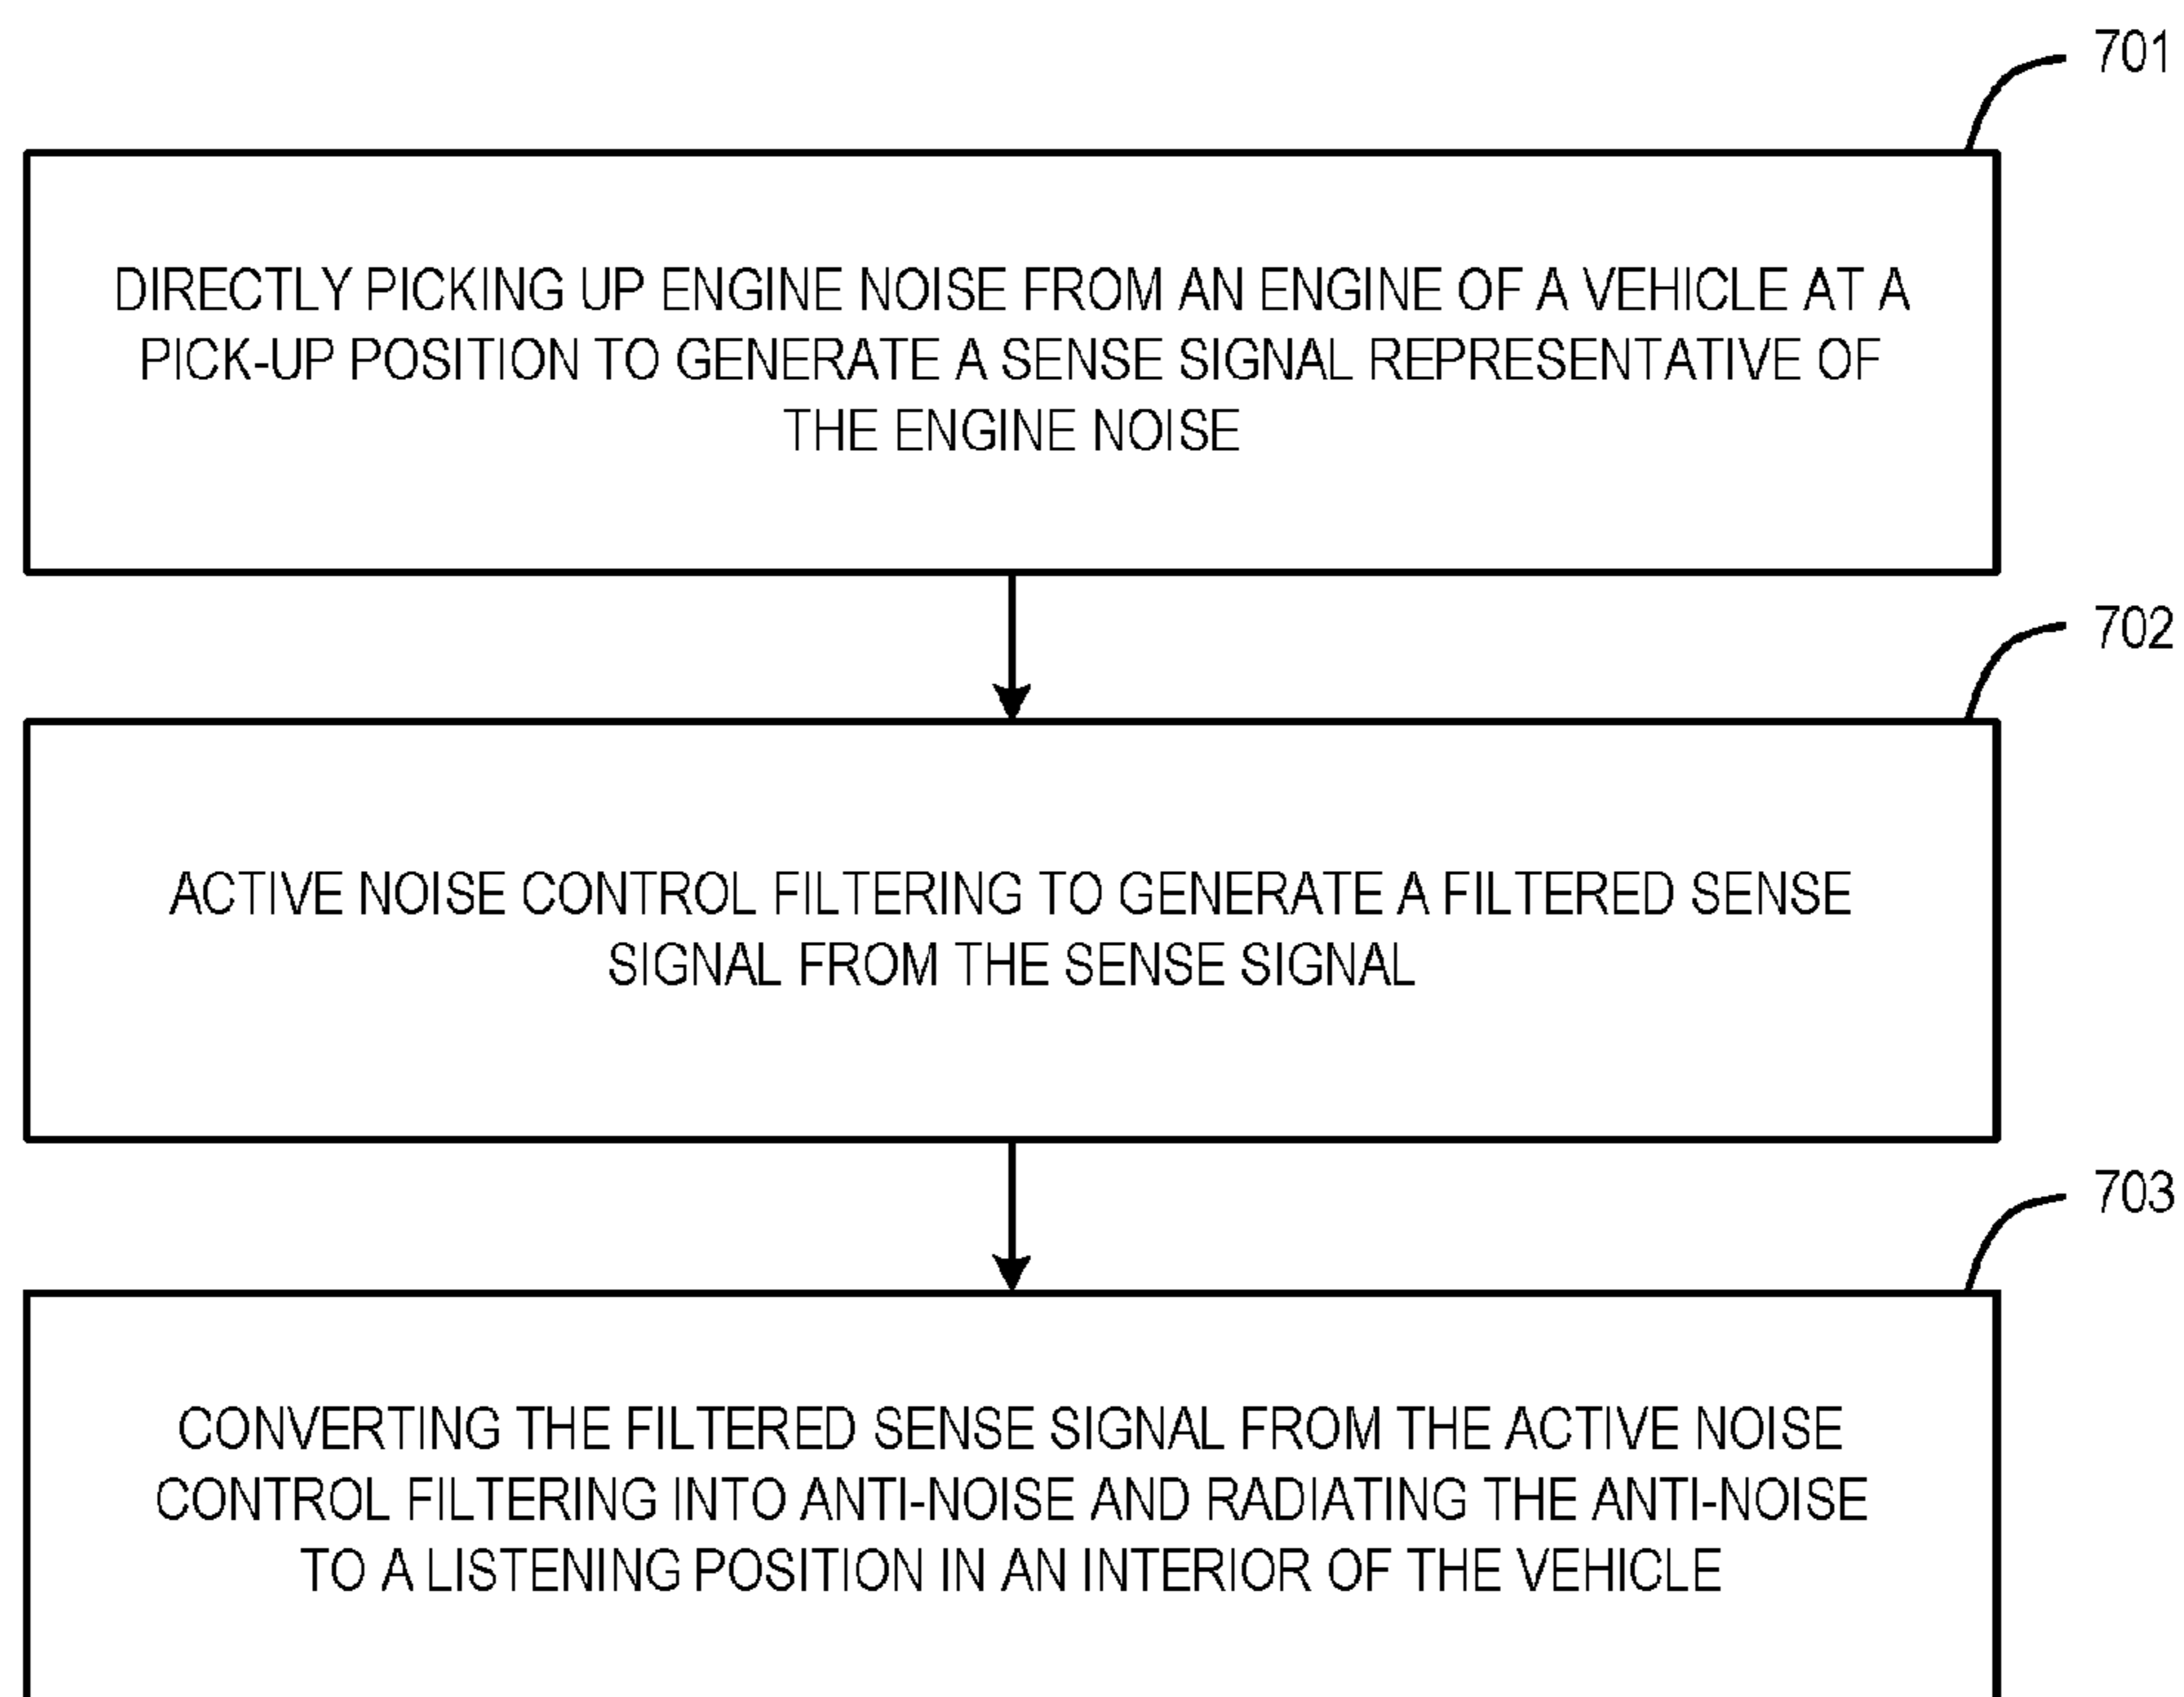 701
DIRECTLY PICKING UP ENGINE NOISE FROM AN ENGINE OF A VEHICLE AT A
PICK-UP POSITION TO GENERATE A SENSE SIGNAL REPRESENTATIVE OF
THE ENGINE NOISE
702
ACTIVE NOISE CONTROL FILTERING TO GENERATE A FILTERED SENSE
SIGNAL FROM THE SENSE SIGNAL
703
CONVERTING THE FILTERED SENSE SIGNAL FROM THE ACTIVE NOISE
CONTROL FILTERING INTO ANTI-NOISE AND RADIATING THE ANTI-NOISE
TO A LISTENING POSITION IN AN INTERIOR OF THE VEHICLE